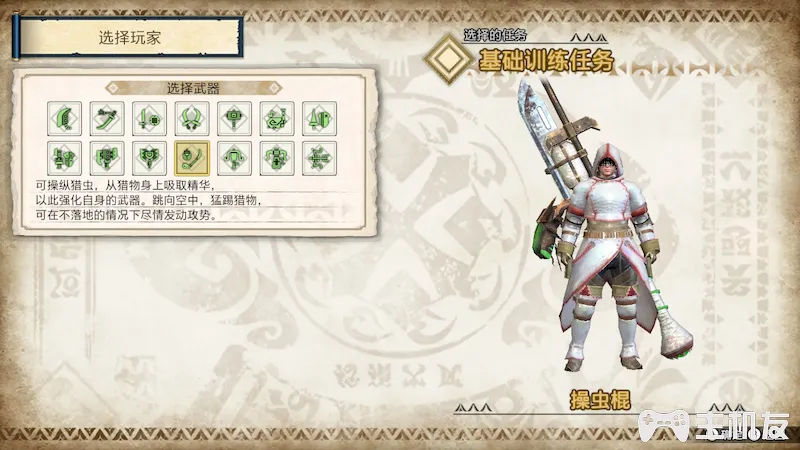 选择玩家
选择的任务
基础训练任务
选择武器
可操纵猎虫，从猎物身上吸取精华，
以此强化自身的武器。跳向空中，猛踢猎物，
可在不落地的情况下尽情发动攻势。
操虫棍
主机友